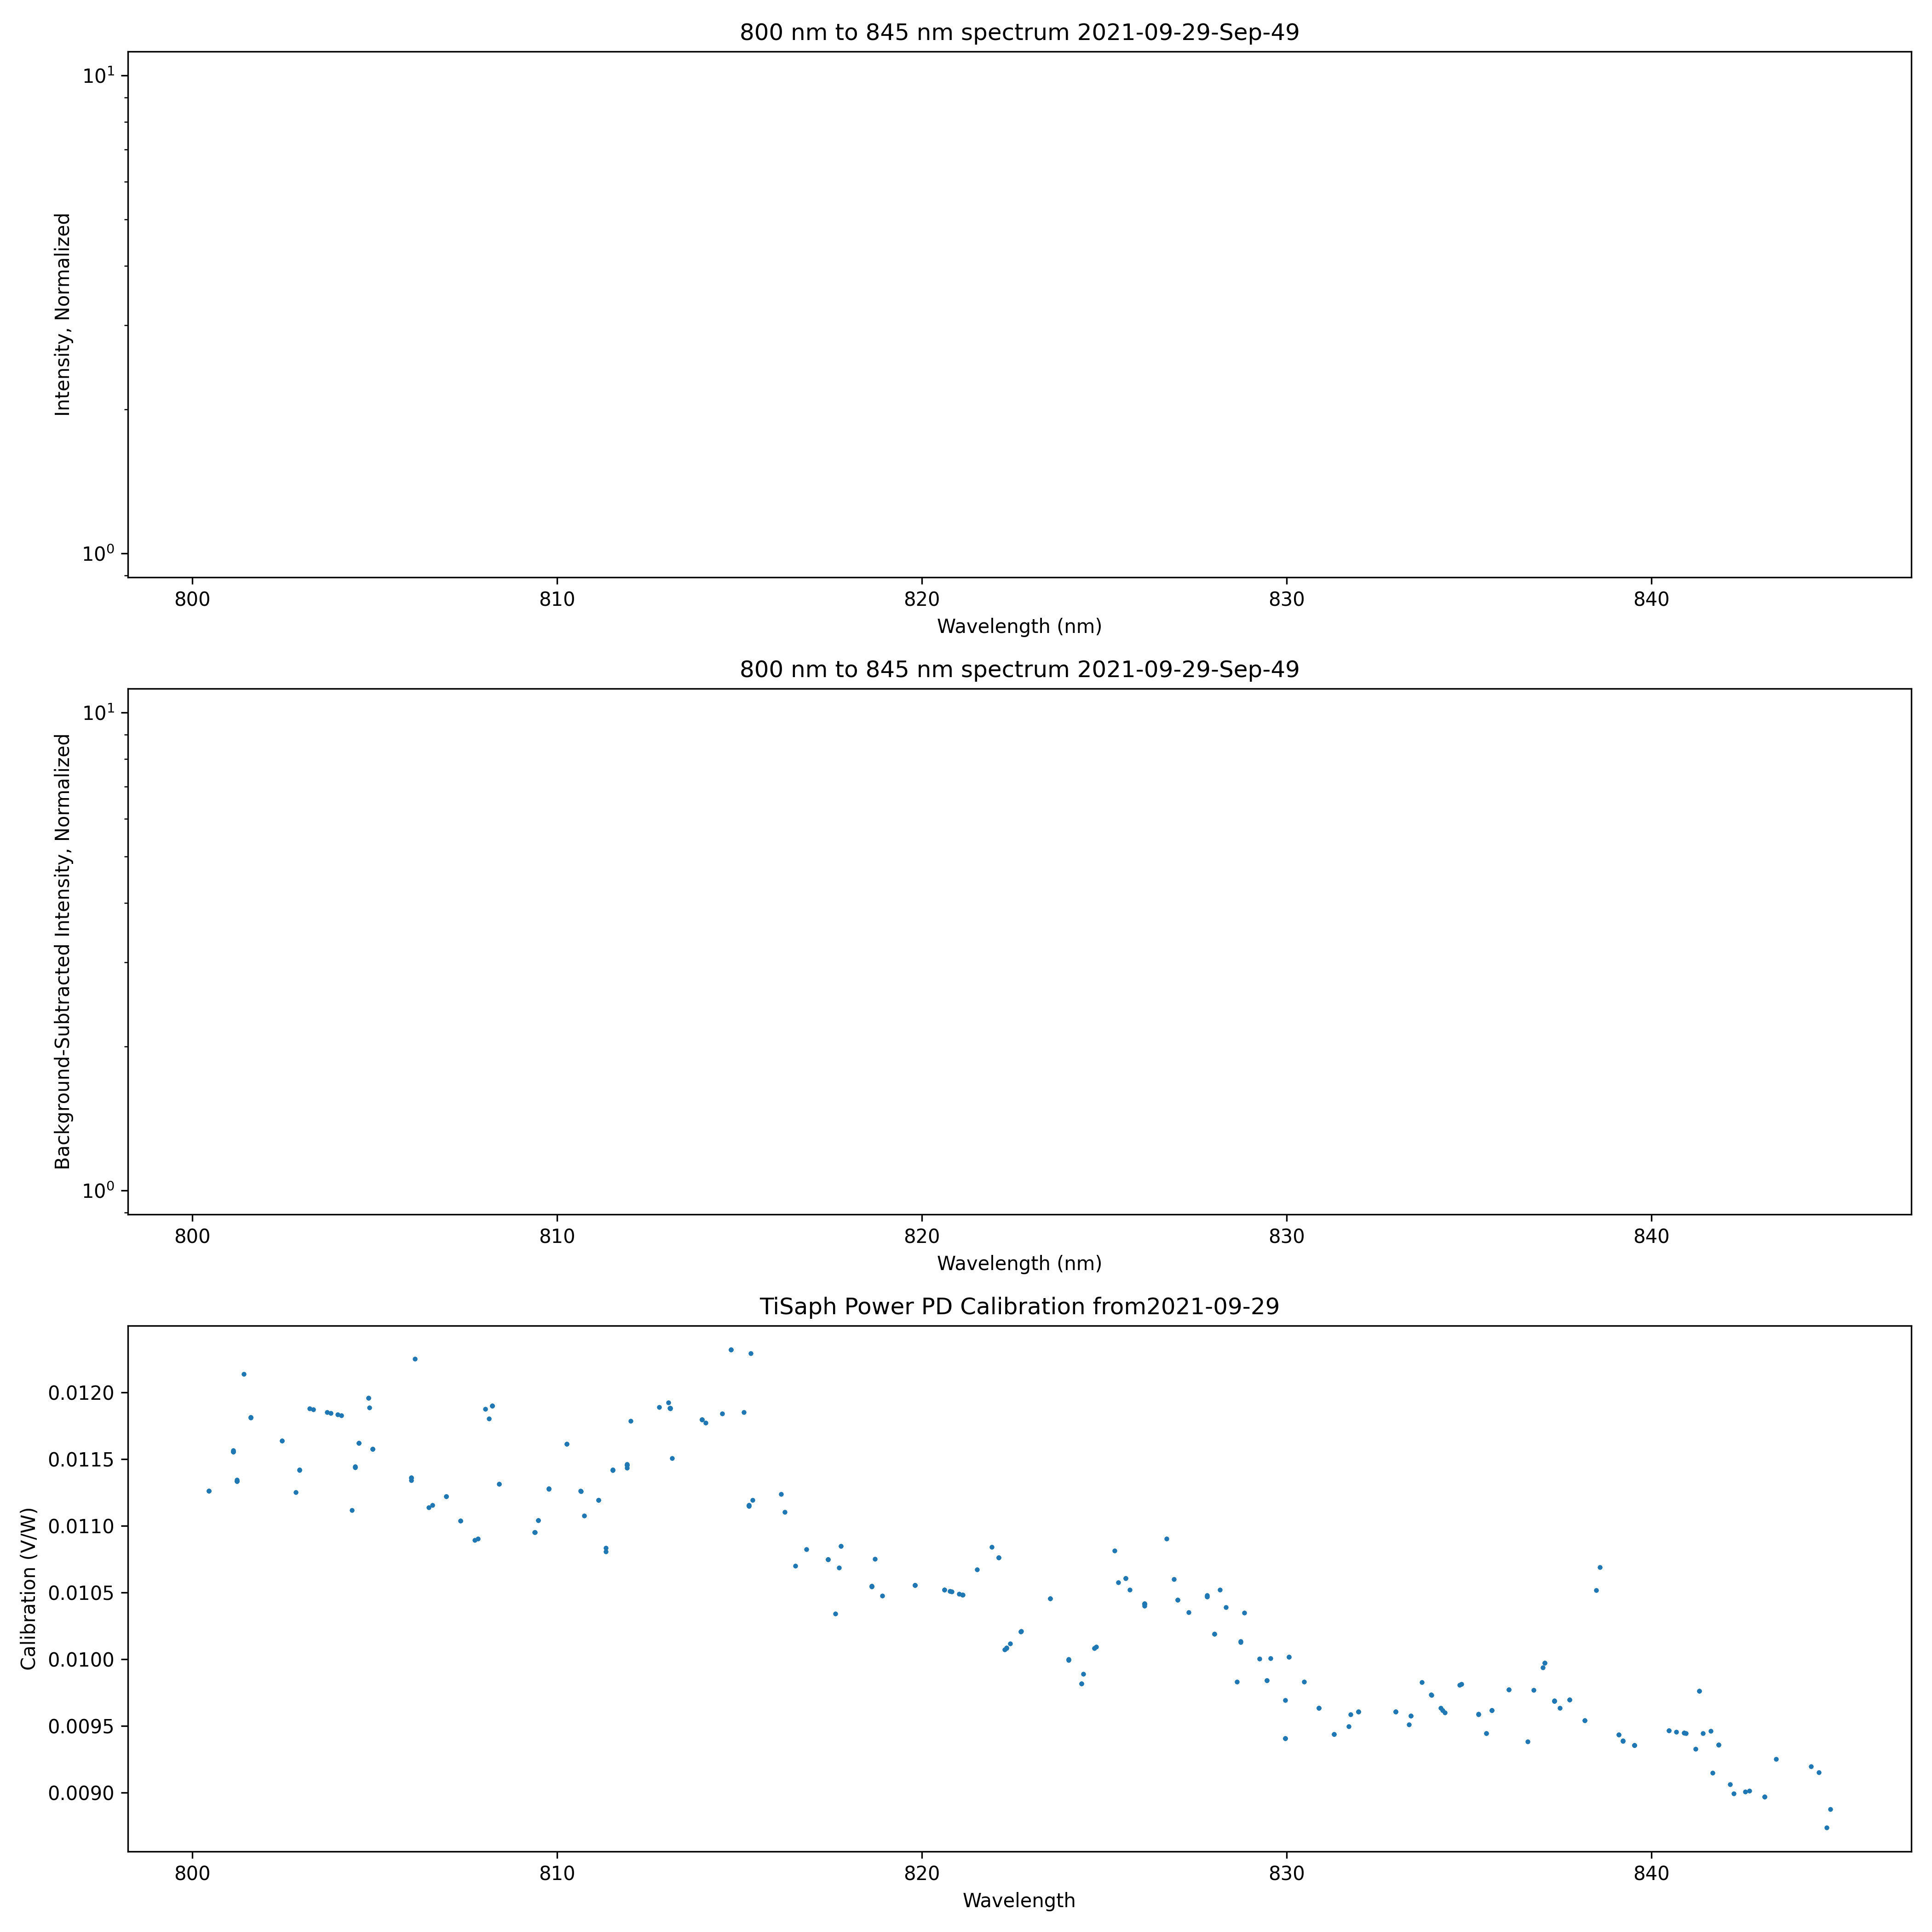 800 nm to 845 nm spectrum 2021-09-29-Sep-49
10¹
Intensity, Normalized
10⁰
800 810 820 830 840
Wavelength (nm)
800 nm to 845 nm spectrum 2021-09-29-Sep-49
10¹
Background-Subtracted Intensity, Normalized
10⁰
800 810 820 830 840
Wavelength (nm)
TiSaph Power PD Calibration from2021-09-29
0.0120
0.0115
0.0110
0.0105
0.0100
0.0095
0.0090
Calibration (V/W)
800 810 820 830 840
Wavelength